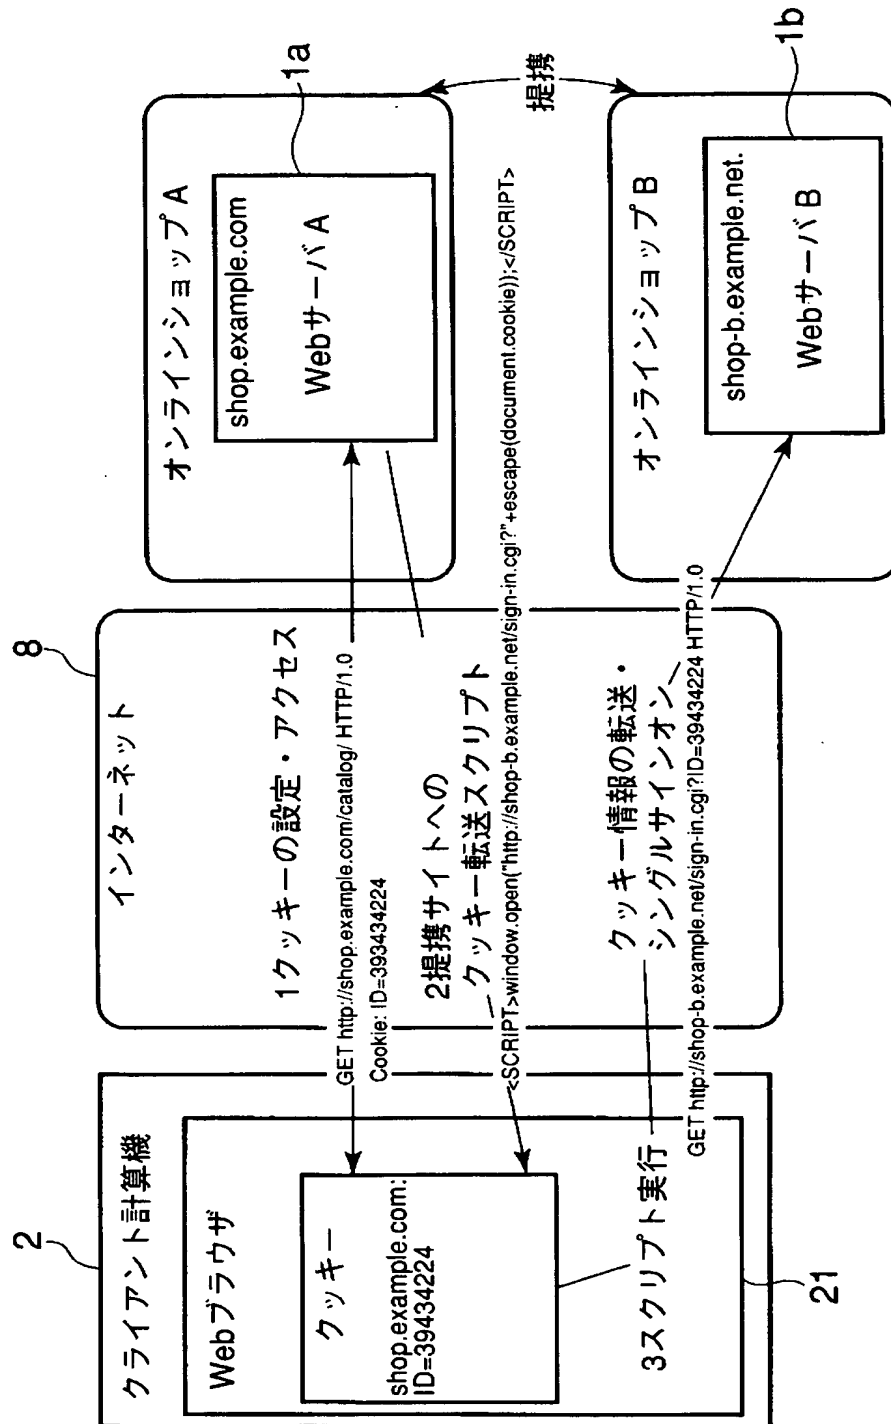 2
クライアント計算機
Webブラウザ
クッキー
shop.example.com:
ID=39434224
3スクリプト実行
21
8
インターネット
1クッキーの設定・アクセス
GET http://shop.example.com/catalog/ HTTP/1.0
Cookie: ID=393434224
2提携サイトへの
クッキー転送スクリプト
<SCRIPT>window.open("http://shop-b.example.net/sign-in.cgi?"+escape(document.cookie));</SCRIPT>
クッキー情報の転送・
シングルサインオン
GET http://shop-b.example.net/sign-in.cgi?ID=39434224 HTTP/1.0
オンラインショップA
shop.example.com
WebサーバA
1a
提携
オンラインショップB
shop-b.example.net.
WebサーバB
1b